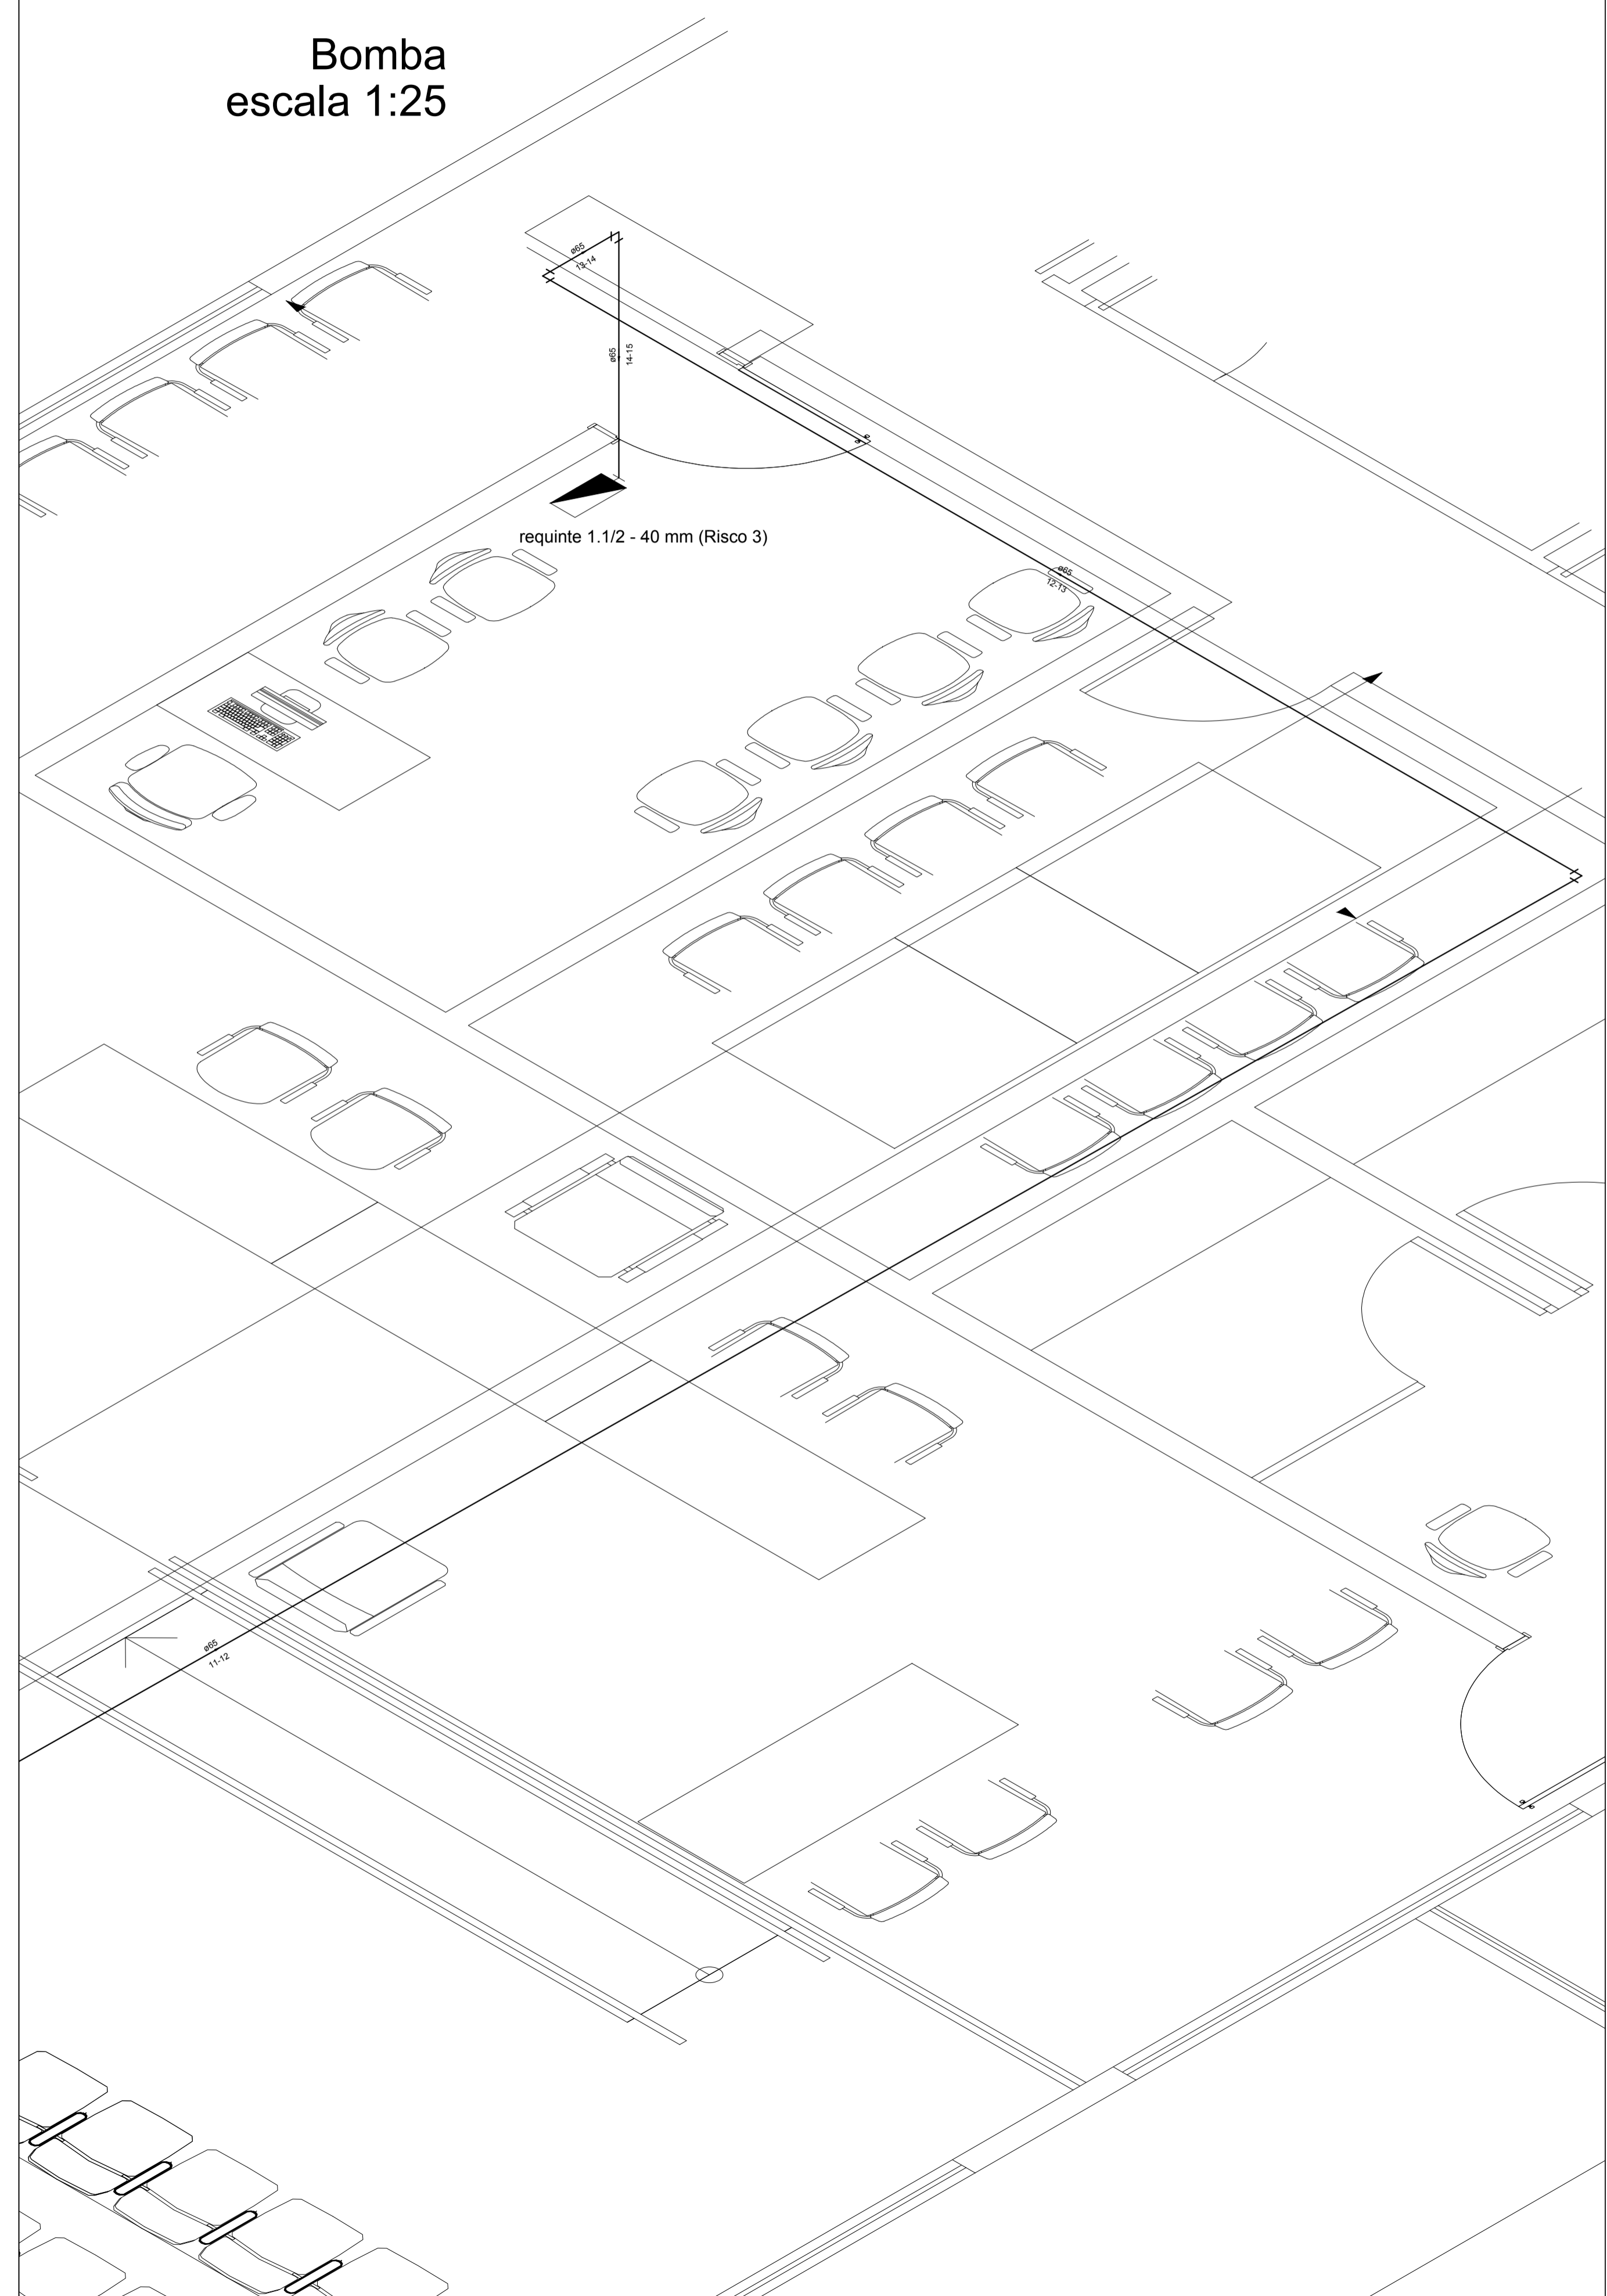 Bomba
escala 1:25
ø65
13-14
ø65
14-15
requinte 1.1/2 - 40 mm (Risco 3)
ø65
12-13
ø65
11-12